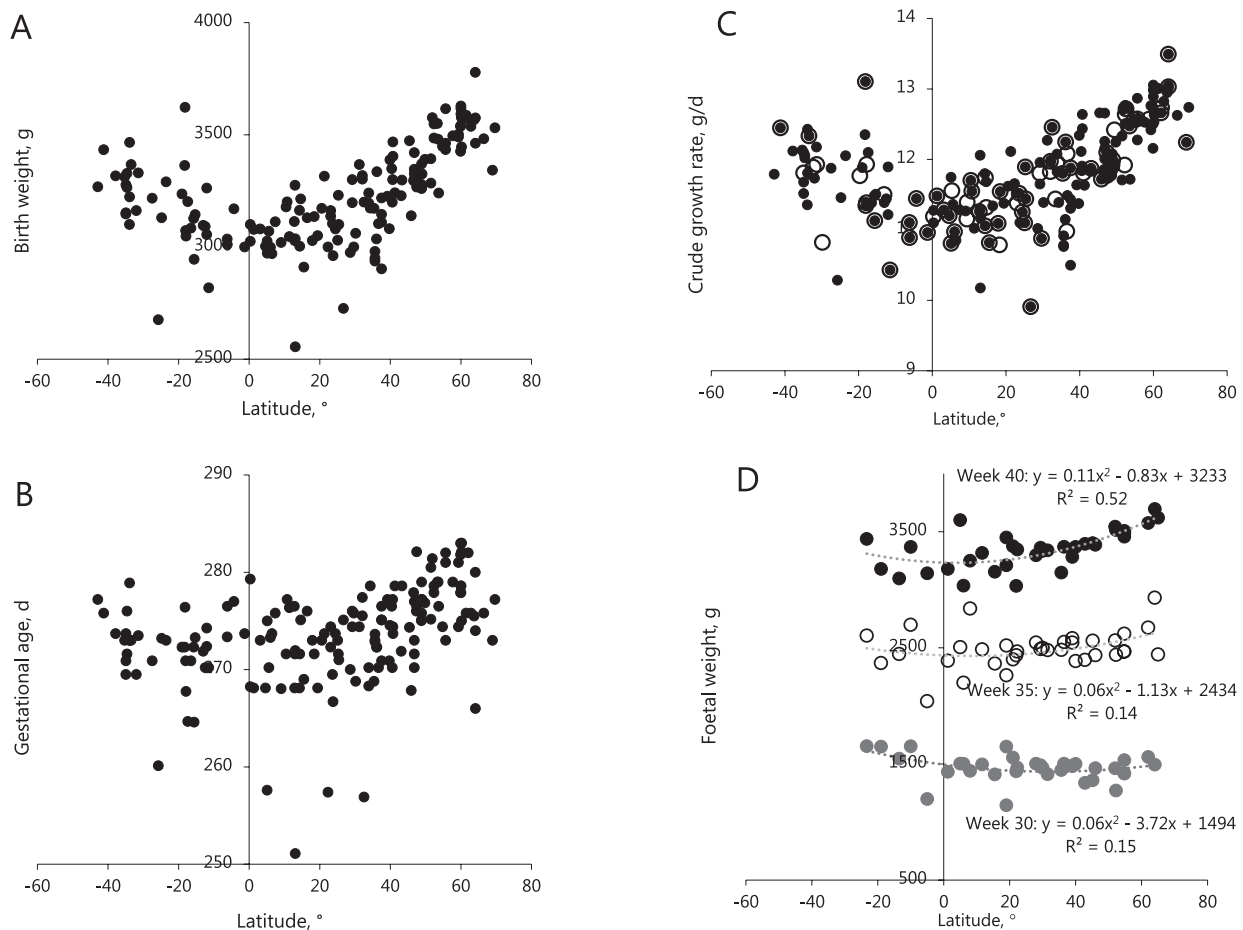 A
4000
3500
3000
2500
Birth weight, g
-60 -40 -20 0 20 40 60 80
Latitude, °
B
290
280
270
260
250
Gestational age, d
-60 -40 -20 0 20 40 60 80
Latitude, °
C
14
13
12
11
10
9
Crude growth rate, g/d
-60 -40 -20 0 20 40 60 80
Latitude,°
D
Week 40: y = 0.11x² - 0.83x + 3233
R² = 0.52
3500
2500
Week 35: y = 0.06x² - 1.13x + 2434
R² = 0.14
1500
Week 30: y = 0.06x² - 3.72x + 1494
R² = 0.15
500
Foetal weight, g
-60 -40 -20 0 20 40 60 80
Latitude, °